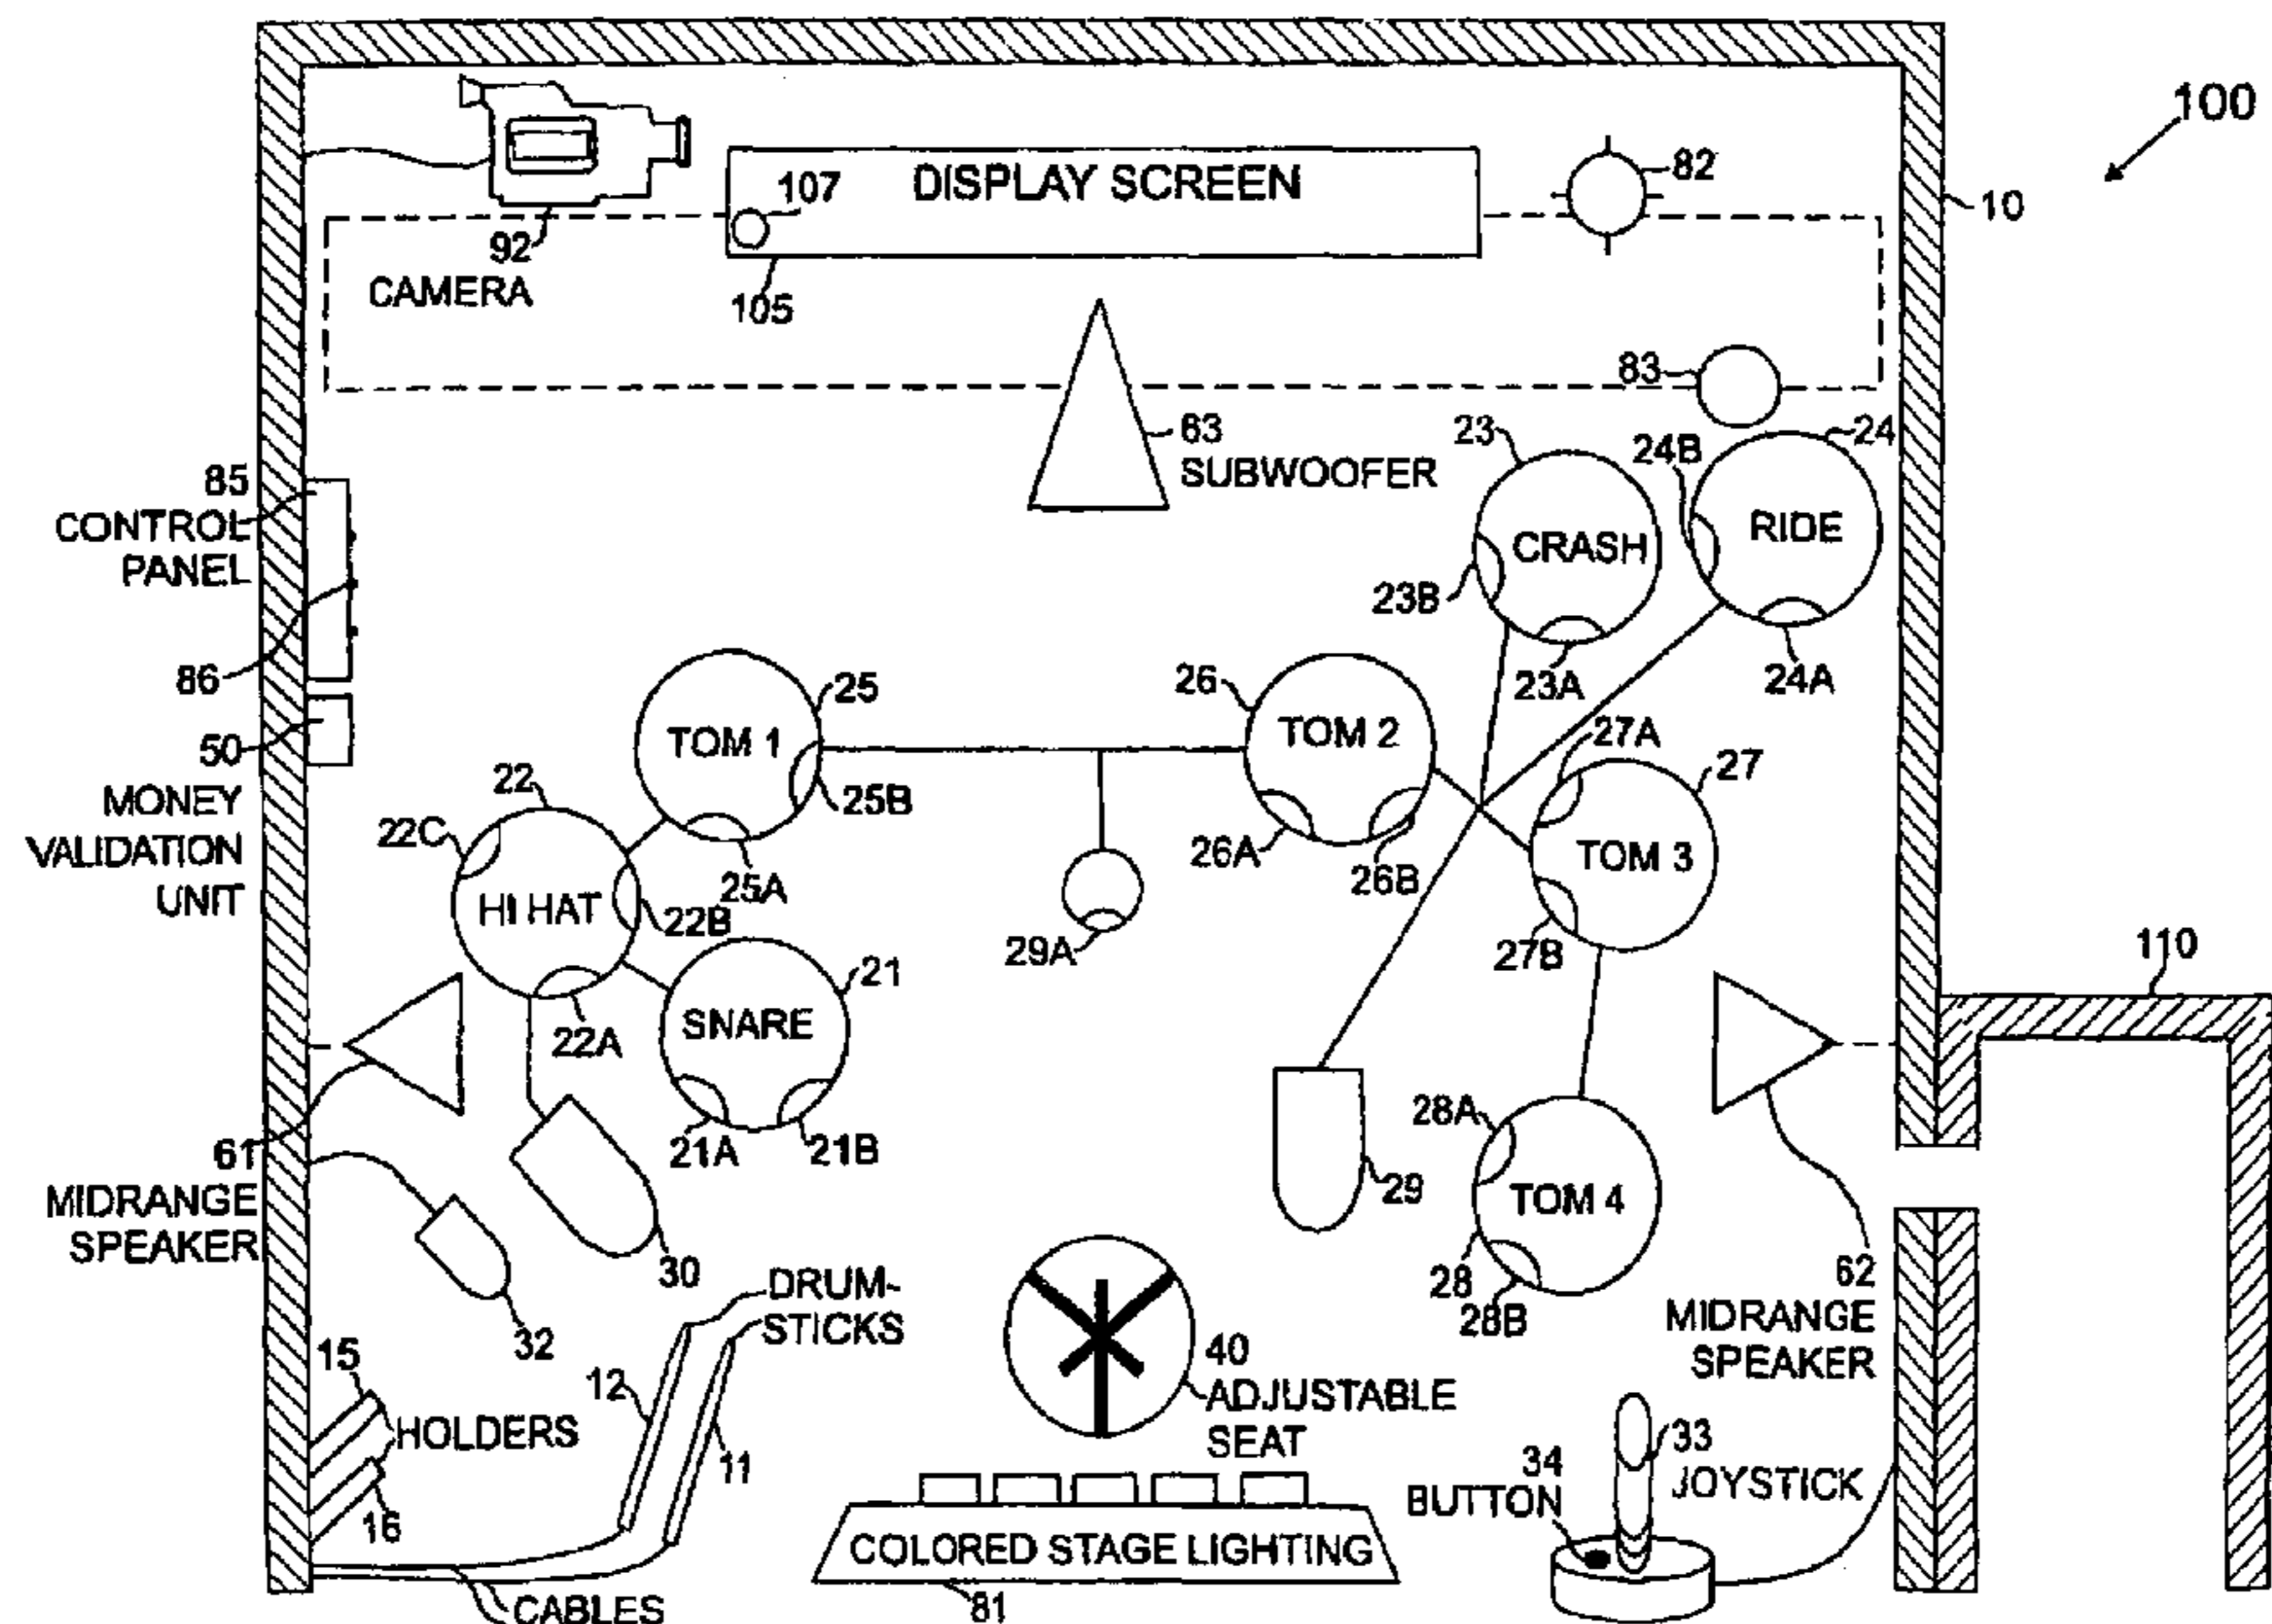 100
DISPLAY SCREEN
107
82
10
92
CAMERA
105
83
63
SUBWOOFER
23
24B
24
85
CONTROL
PANEL
CRASH
RIDE
23B
86
25
26
23A
24A
TOM 1
TOM 2
27A
27
50
MONEY
VALIDATION
UNIT
22
22C
25B
26A
26B
TOM 3
25A
HI HAT
22B
29A
27B
110
21
SNARE
22A
28A
61
MIDRANGE
SPEAKER
21A
21B
29
TOM 4
30
28
28B
62
MIDRANGE
SPEAKER
DRUM-
STICKS
32
15
12
40
ADJUSTABLE
SEAT
HOLDERS
11
33
JOYSTICK
34
BUTTON
16
COLORED STAGE LIGHTING
CABLES
81